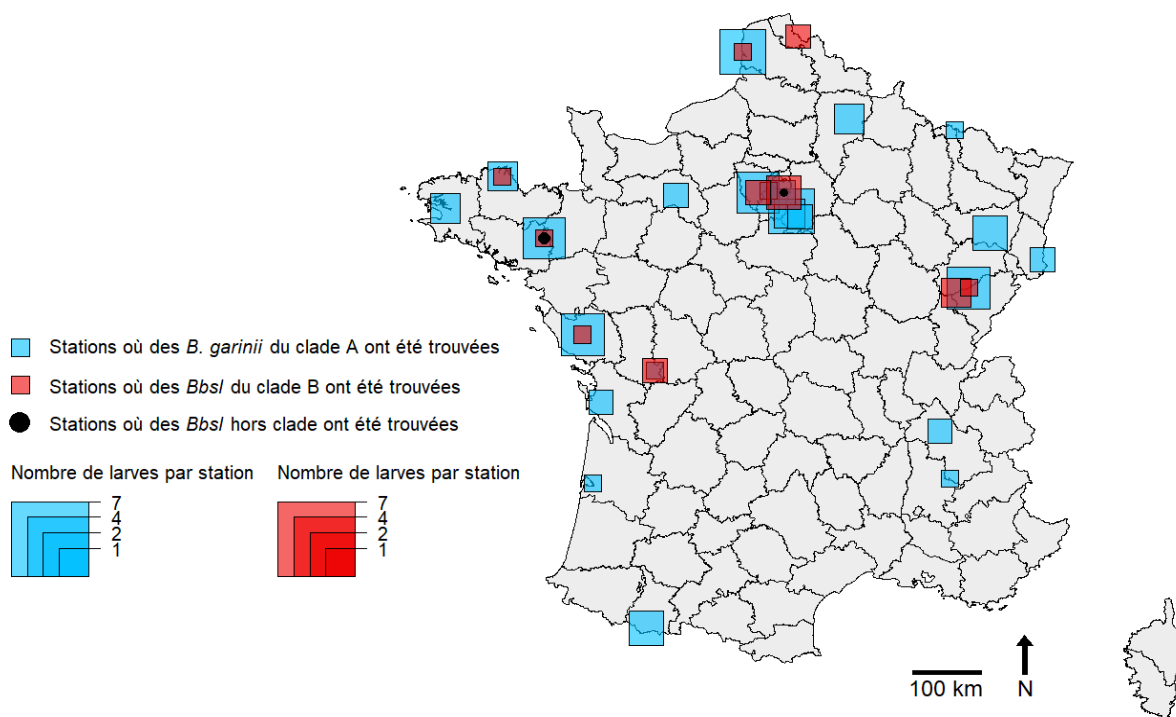 Stations où des B. garinii du clade A ont été trouvées
Stations où des Bbsl du clade B ont été trouvées
Stations où des Bbsl hors clade ont été trouvées
Nombre de larves par station
7
4
2
1
Nombre de larves par station
7
4
2
1
100 km
N